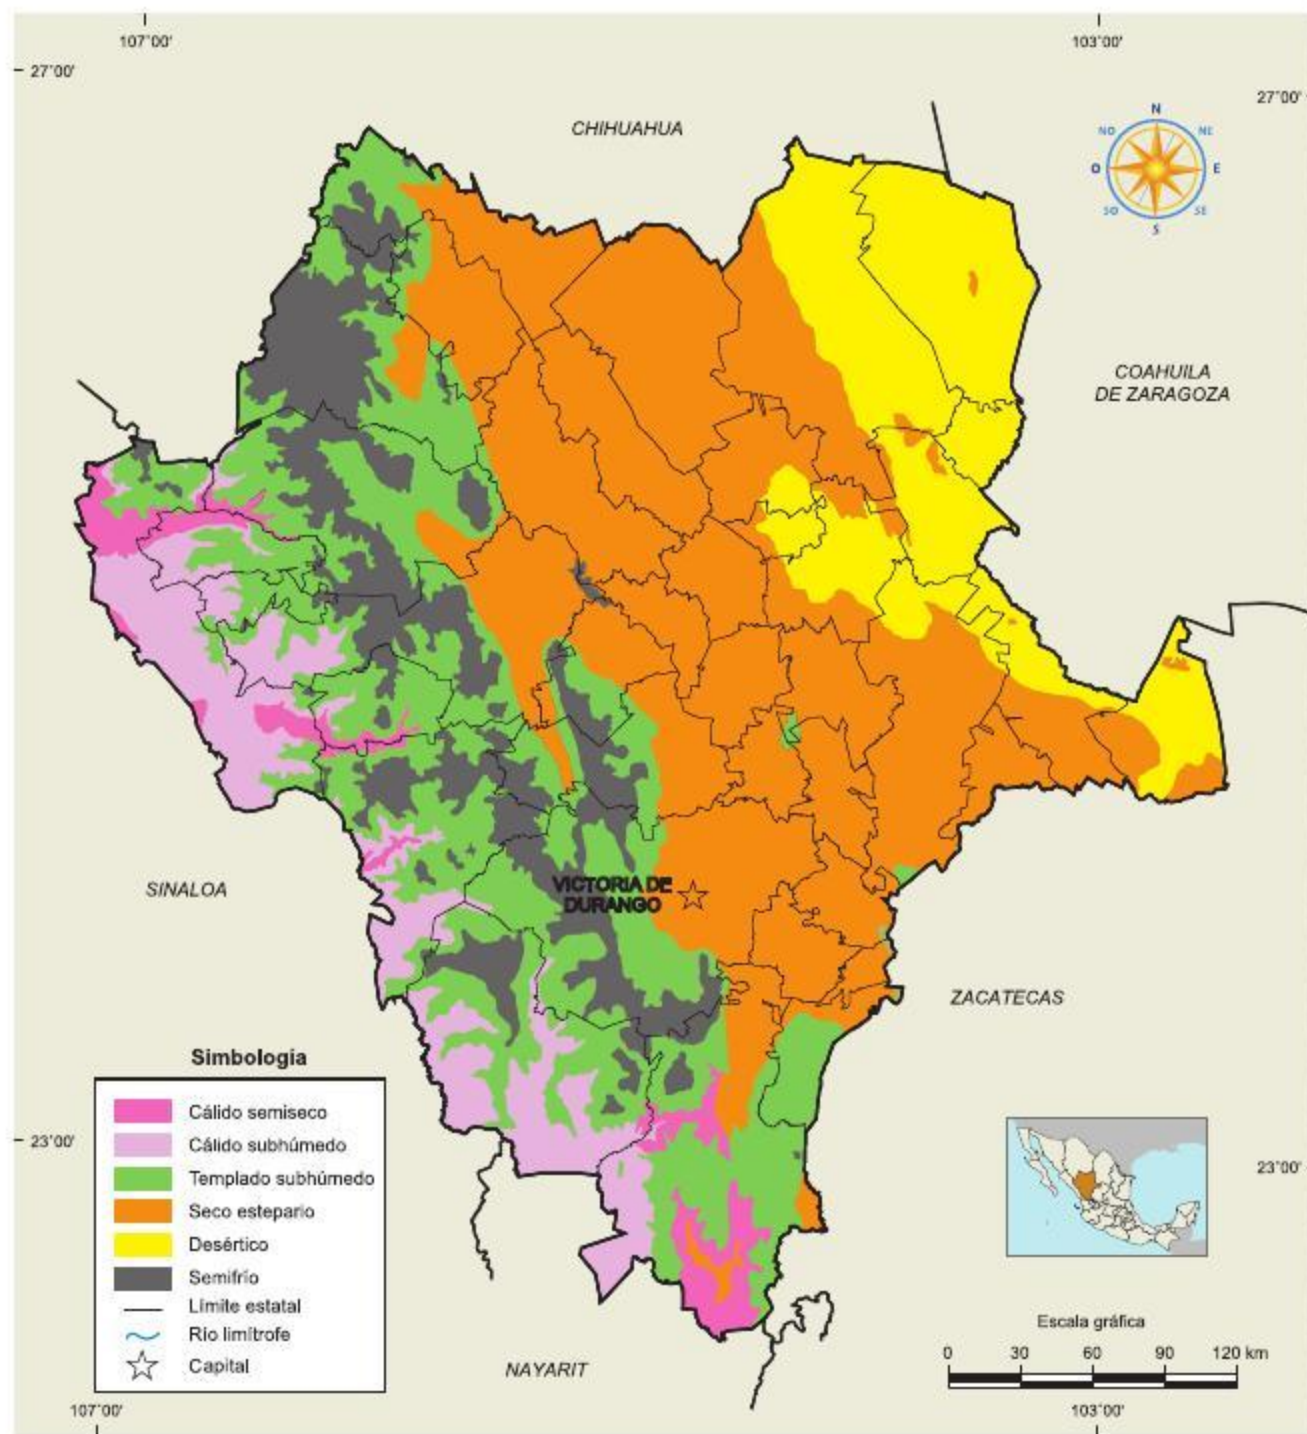 107°00'
103°00'
27°00'
27°00'
CHIHUAHUA
N
NO
NE
O
E
SO
SE
S
COAHUILA
DE ZARAGOZA
VICTORIA DE
DURANGO
SINALOA
ZACATECAS
Simbología
Cálido semiseco
Cálido subhúmedo
Templado subhúmedo
Seco estepario
Desértico
Semifrío
Límite estatal
Río limítrofe
Capital
23°00'
23°00'
NAYARIT
Escala gráfica
0 30 60 90 120 km
107°00'
103°00'